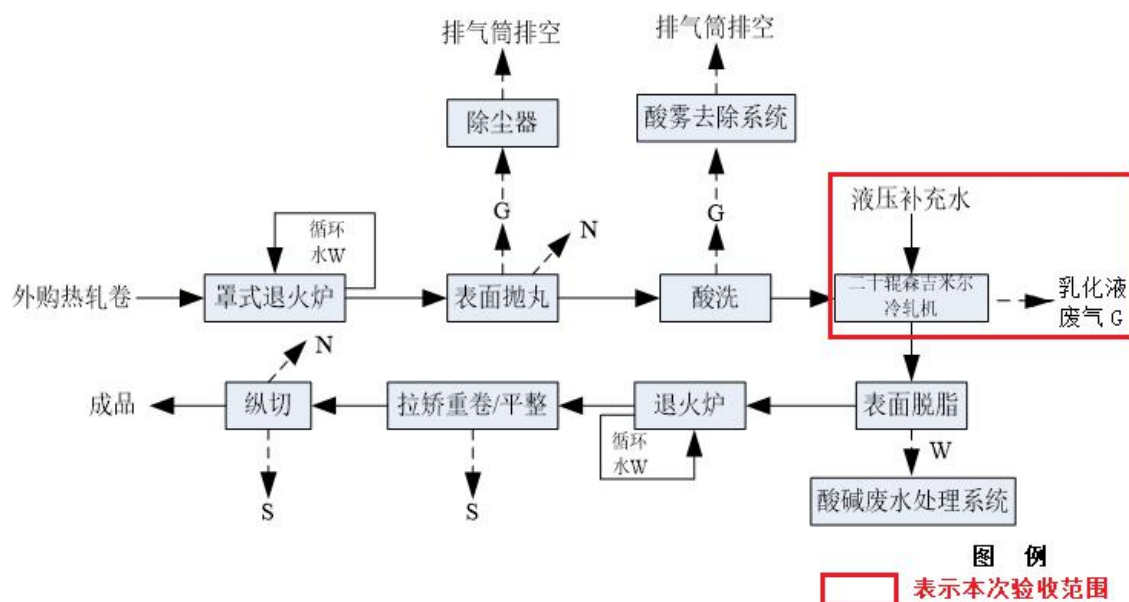 排气筒排空
排气筒排空
除尘器
酸雾去除系统
G
N
G
液压补充水
循环
水W
外购热轧卷
罩式退火炉
表面抛丸
酸洗
二十辊森吉米尔
冷轧机
乳化液
废气 G
N
成品
纵切
拉矫重卷/平整
退火炉
表面脱脂
循环
水W
W
S
S
酸碱废水处理系统
图 例
表示本次验收范围